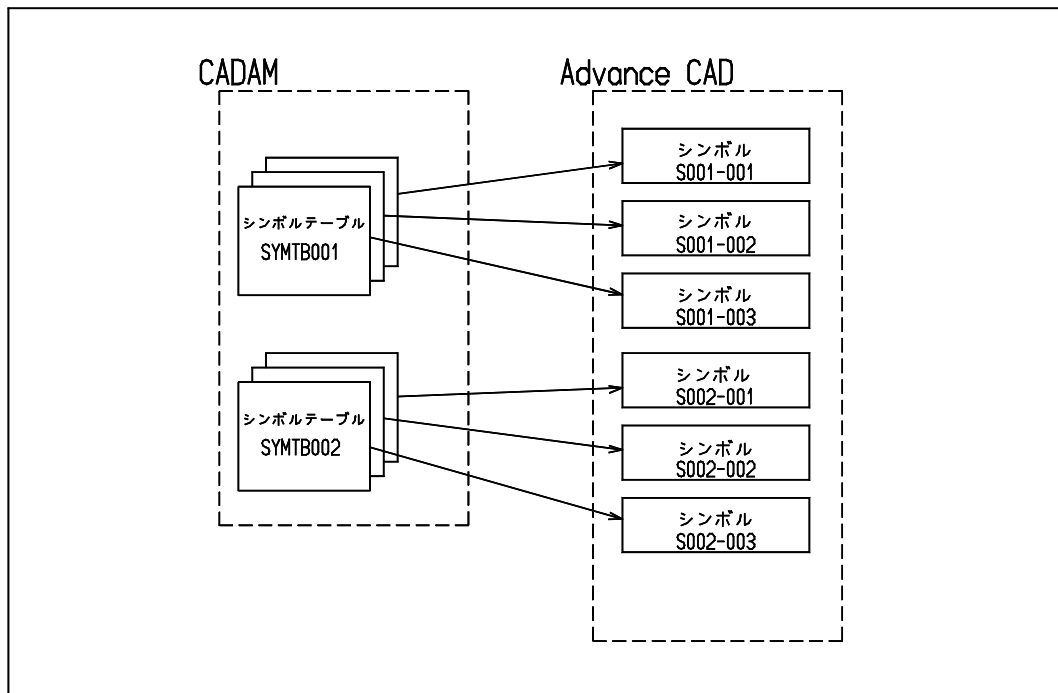 CADAM
シンボルテーブル
SYMTB001
シンボルテーブル
SYMTB002
Advance CAD
シンボル
S001-001
シンボル
S001-002
シンボル
S001-003
シンボル
S002-001
シンボル
S002-002
シンボル
S002-003